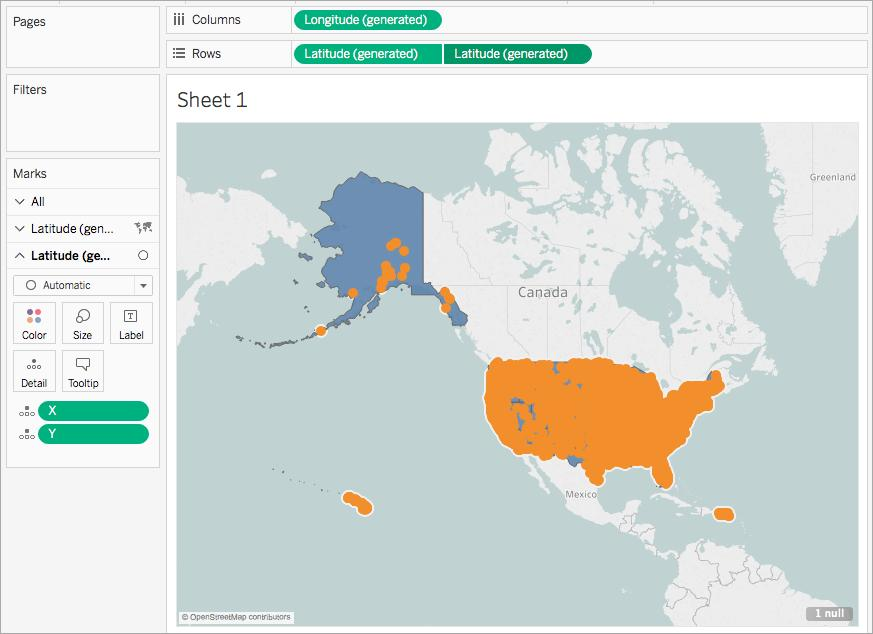 Pages
Columns
Longitude (generated)
Rows
Latitude (generated)
Latitude (generated)
Filters
Sheet 1
Marks
All
Latitude (gen...
Latitude (ge...
Automatic
Color
Size
Label
Detail
Tooltip
X
Y
Greenland
Canada
Mexico
© OpenStreetMap contributors
1 null